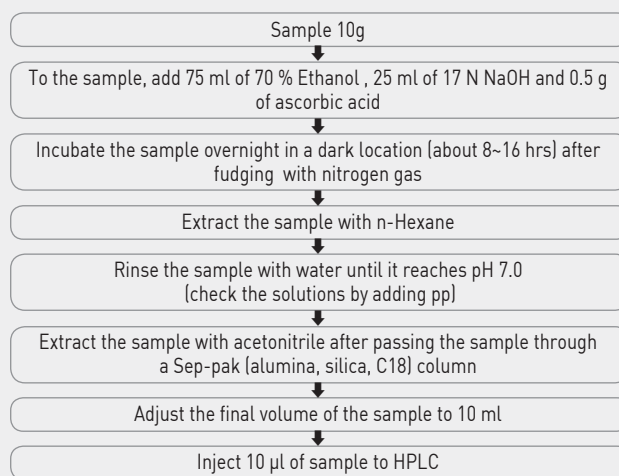 Sample 10g
To the sample, add 75 ml of 70 % Ethanol , 25 ml of 17 N NaOH and 0.5 g
of ascorbic acid
Incubate the sample overnight in a dark location (about 8~16 hrs) after
fudging with nitrogen gas
Extract the sample with n-Hexane
Rinse the sample with water until it reaches pH 7.0
(check the solutions by adding pp)
Extract the sample with acetonitrile after passing the sample through
a Sep-pak (alumina, silica, C18) column
Adjust the final volume of the sample to 10 ml
Inject 10 µl of sample to HPLC